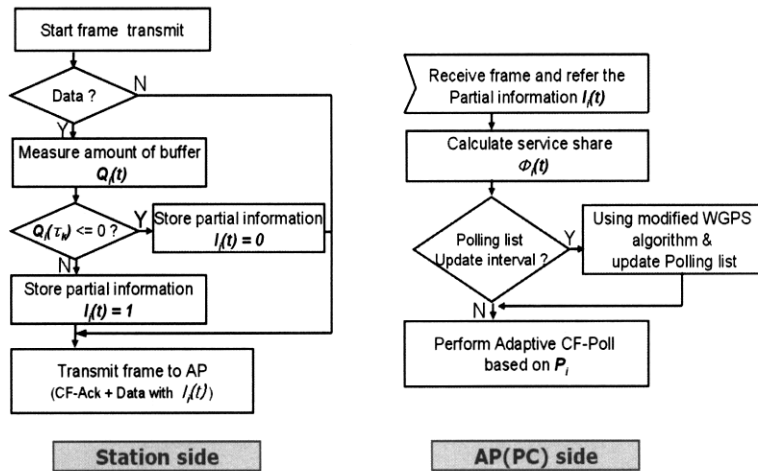 Start frame transmit
Data ?
N
Y
Measure amount of buffer
Qᵢ(t)
Qᵢ(τₖ) <= 0 ?
Y
Store partial information
Iᵢ(t) = 0
N
Store partial information
Iᵢ(t) = 1
Transmit frame to AP
(CF-Ack + Data with Iᵢ(t))
Station side
Receive frame and refer the
Partial information Iᵢ(t)
Calculate service share
Φᵢ(t)
Polling list
Update interval ?
Y
Using modified WGPS
algorithm &
update Polling list
N
Perform Adaptive CF-Poll
based on Pᵢ
AP(PC) side